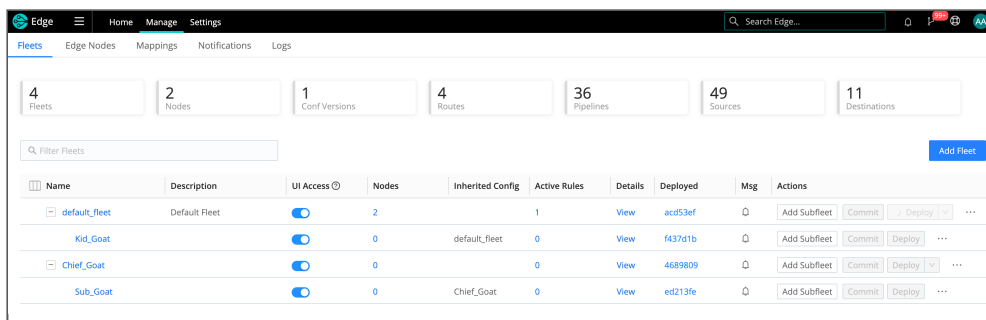 Edge Home Manage Settings Search Edge... 99+ AA
Fleets Edge Nodes Mappings Notifications Logs
4 2 1 4 36 49 11
Fleets Nodes Conf Versions Routes Pipelines Sources Destinations
Filter Fleets Add Fleet
Name Description UI Access Nodes Inherited Config Active Rules Details Deployed Msg Actions
default_fleet Default Fleet 2 1 View acd53ef Add Subfleet Commit Deploy ...
Kid_Goat 0 default_fleet 0 View f437d1b Add Subfleet Commit Deploy ...
Chief_Goat 0 0 View 4689809 Add Subfleet Commit Deploy ...
Sub_Goat 0 Chief_Goat 0 View ed213fe Add Subfleet Commit Deploy ...